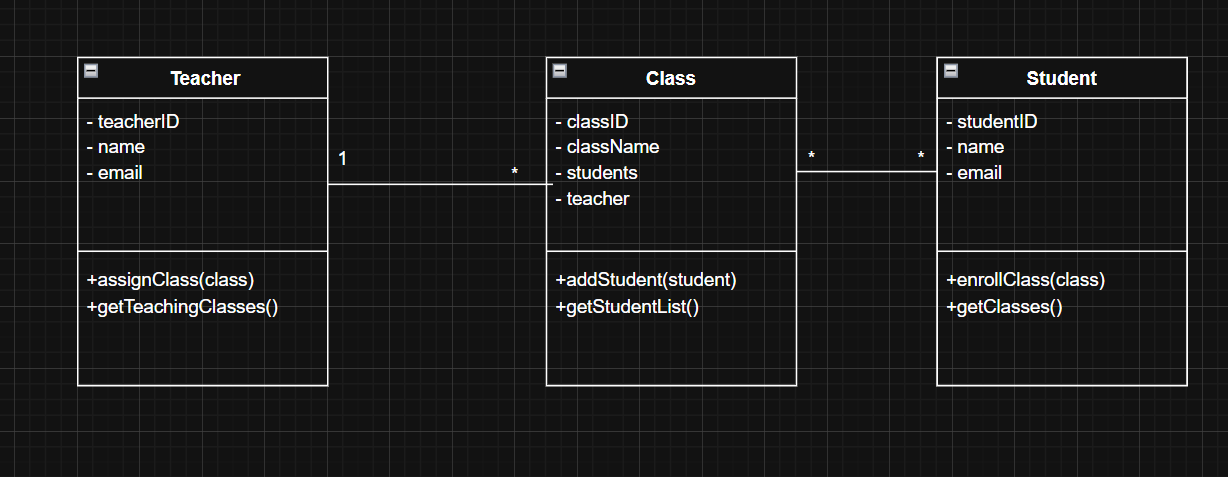 Teacher
- teacherID
- name
- email
+assignClass(class)
+getTeachingClasses()
1
*
Class
- classID
- className
- students
- teacher
+addStudent(student)
+getStudentList()
*
*
Student
- studentID
- name
- email
+enrollClass(class)
+getClasses()